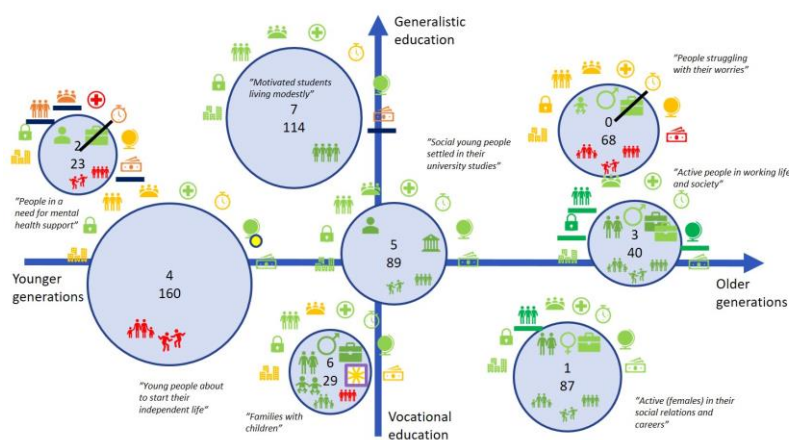 Generalistic
education
"People struggling
with their worries"
"Motivated students
living modestly"
7
114
0
68
2
23
"Social young people
settled in their
university studies"
"Active people in working life
and society"
"People in a
need for mental
health support"
3
40
5
89
4
160
Younger
generations
Older
generations
6
29
1
87
"Young people about
to start their
independent life"
"Families with
children"
Vocational
education
"Active (females) in their
social relations and
careers"